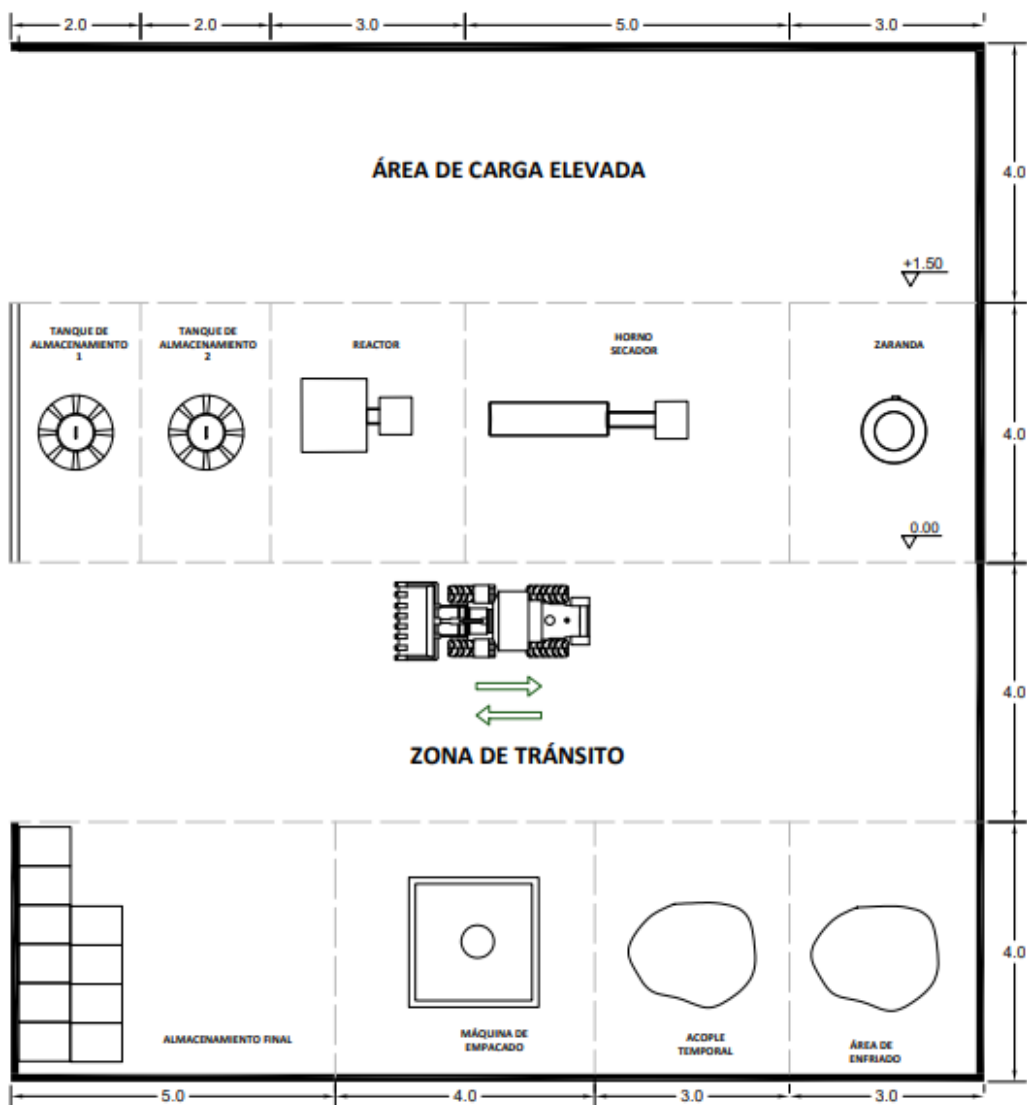 2.0 2.0 3.0 5.0 3.0
ÁREA DE CARGA ELEVADA
4.0
+1.50
TANQUE DE
ALMACENAMIENTO
1
TANQUE DE
ALMACENAMIENTO
2
REACTOR
HORNO
SECADOR
ZARANDA
4.0
0.00
4.0
ZONA DE TRÁNSITO
4.0
ALMACENAMIENTO FINAL
MÁQUINA DE
EMPACADO
ACOPLE
TEMPORAL
ÁREA DE
ENFRIADO
5.0 4.0 3.0 3.0